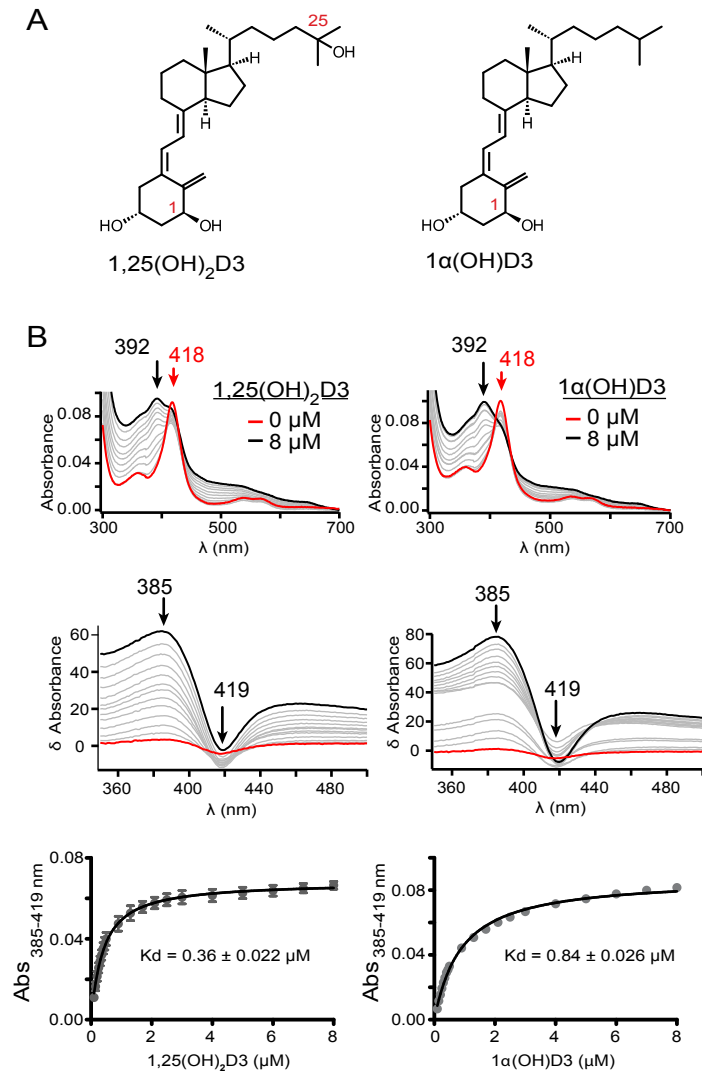 A
25
OH
H
H
1
HO
OH
1,25(OH)₂D3
H
H
1
HO
OH
1α(OH)D3
B
392
418
1,25(OH)₂D3
0 µM
8 µM
0.08
0.04
0.00
Absorbance
300
500
700
λ (nm)
392
418
1α(OH)D3
0 µM
8 µM
0.08
0.04
0.00
Absorbance
300
500
700
λ (nm)
385
419
60
40
20
0
δ Absorbance
360
400
440
480
λ (nm)
385
419
80
60
40
20
0
δ Absorbance
360
400
440
480
λ (nm)
0.08
0.04
0.00
Abs 385-419 nm
Kd = 0.36 ± 0.022 µM
0
2
4
6
8
1,25(OH)₂D3 (µM)
0.08
0.04
0.00
Abs 385-419 nm
Kd = 0.84 ± 0.026 µM
0
2
4
6
8
1α(OH)D3 (µM)